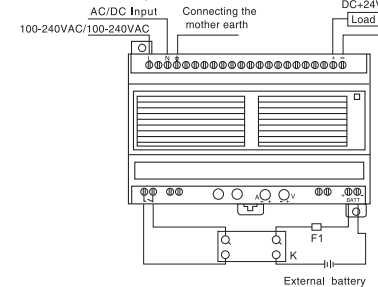 DC+24V
AC/DC Input
Connecting the
mother earth
Load
100-240VAC/100-240VAC
L N
+ −
A
− +
− +
V
+ −
BATT
F1
K
External battery